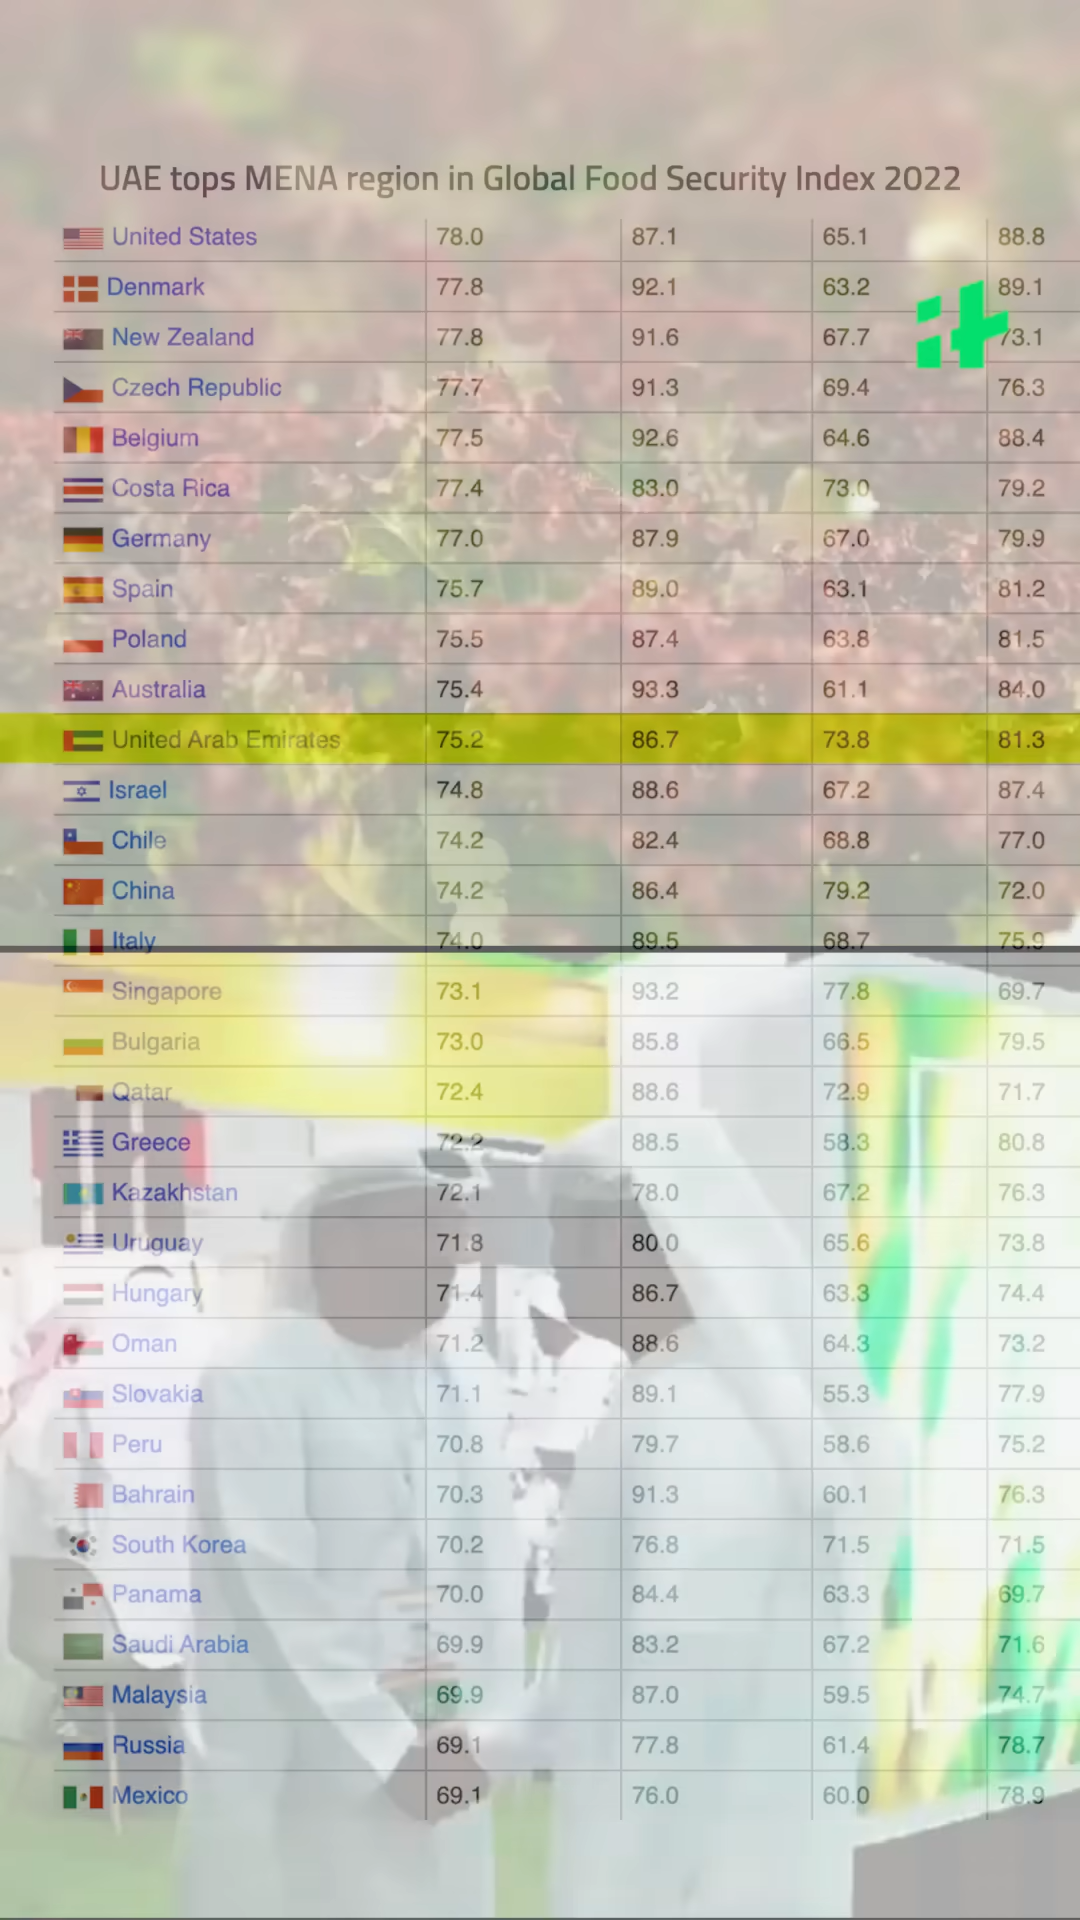 UAE tops MENA region in Global Food Security Index 2022
United States 78.0 87.1 65.1 88.8
Denmark 77.8 92.1 63.2 89.1
New Zealand 77.8 91.6 67.7 73.1
Czech Republic 77.7 91.3 69.4 76.3
Belgium 77.5 92.6 64.6 88.4
Costa Rica 77.4 83.0 73.0 79.2
Germany 77.0 87.9 67.0 79.9
Spain 75.7 89.0 63.1 81.2
Poland 75.5 87.4 63.8 81.5
Australia 75.4 93.3 61.1 84.0
United Arab Emirates 75.2 86.7 73.8 81.3
Israel 74.8 88.6 67.2 87.4
Chile 74.2 82.4 68.8 77.0
China 74.2 86.4 79.2 72.0
Italy 74.0 89.5 68.7 75.9
Singapore 73.1 93.2 77.8 69.7
Bulgaria 73.0 85.8 66.5 79.5
Qatar 72.4 88.6 72.9 71.7
Greece 72.2 88.5 58.3 80.8
Kazakhstan 72.1 78.0 67.2 76.3
Uruguay 71.8 80.0 65.6 73.8
Hungary 71.4 86.7 63.3 74.4
Oman 71.2 88.6 64.3 73.2
Slovakia 71.1 89.1 55.3 77.9
Peru 70.8 79.7 58.6 75.2
Bahrain 70.3 91.3 60.1 76.3
South Korea 70.2 76.8 71.5 71.5
Panama 70.0 84.4 63.3 69.7
Saudi Arabia 69.9 83.2 67.2 71.6
Malaysia 69.9 87.0 59.5 74.7
Russia 69.1 77.8 61.4 78.7
Mexico 69.1 76.0 60.0 78.9